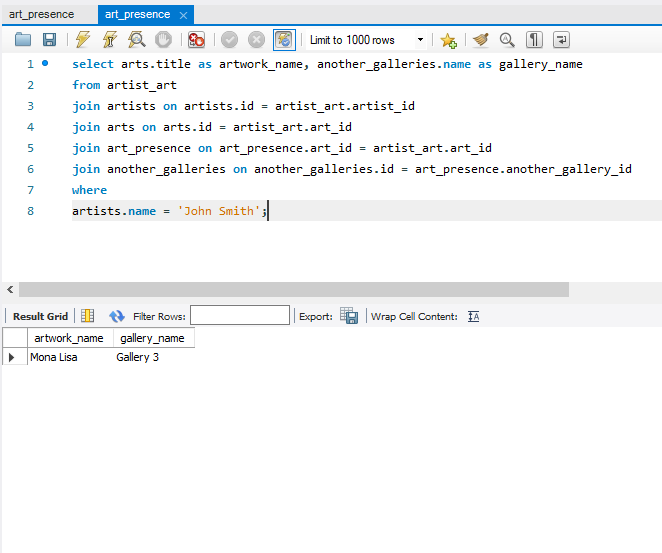 art_presence art_presence
Limit to 1000 rows
1 select arts.title as artwork_name, another_galleries.name as gallery_name
2 from artist_art
3 join artists on artists.id = artist_art.artist_id
4 join arts on arts.id = artist_art.art_id
5 join art_presence on art_presence.art_id = artist_art.art_id
6 join another_galleries on another_galleries.id = art_presence.another_gallery_id
7 where
8 artists.name = 'John Smith';
Result Grid Filter Rows: Export: Wrap Cell Content:
artwork_name gallery_name
Mona Lisa Gallery 3